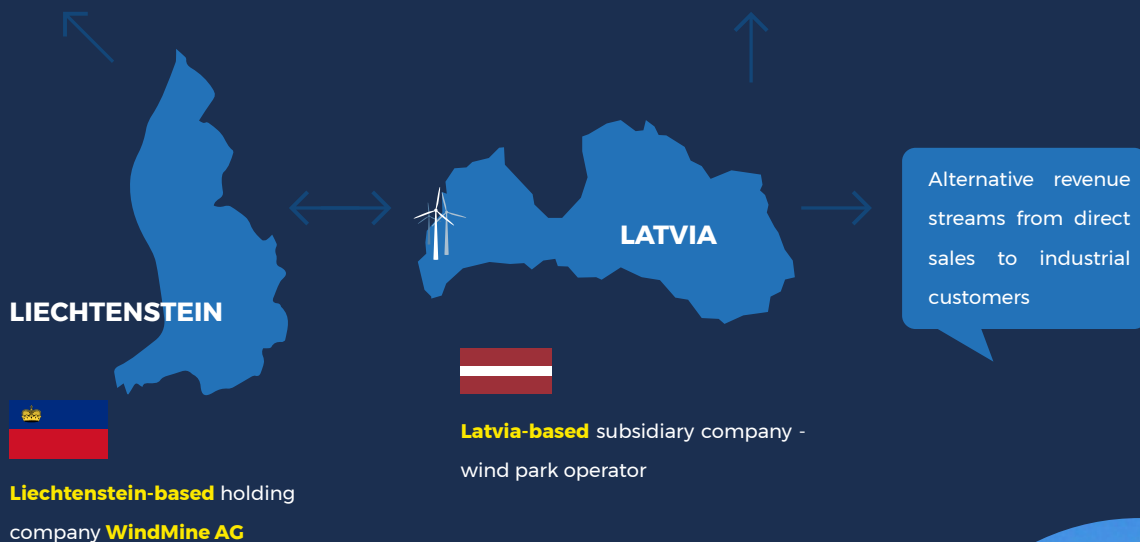 LIECHTENSTEIN
Liechtenstein-based holding
company WindMine AG
LATVIA
Latvia-based subsidiary company -
wind park operator
Alternative revenue
streams from direct
sales to industrial
customers